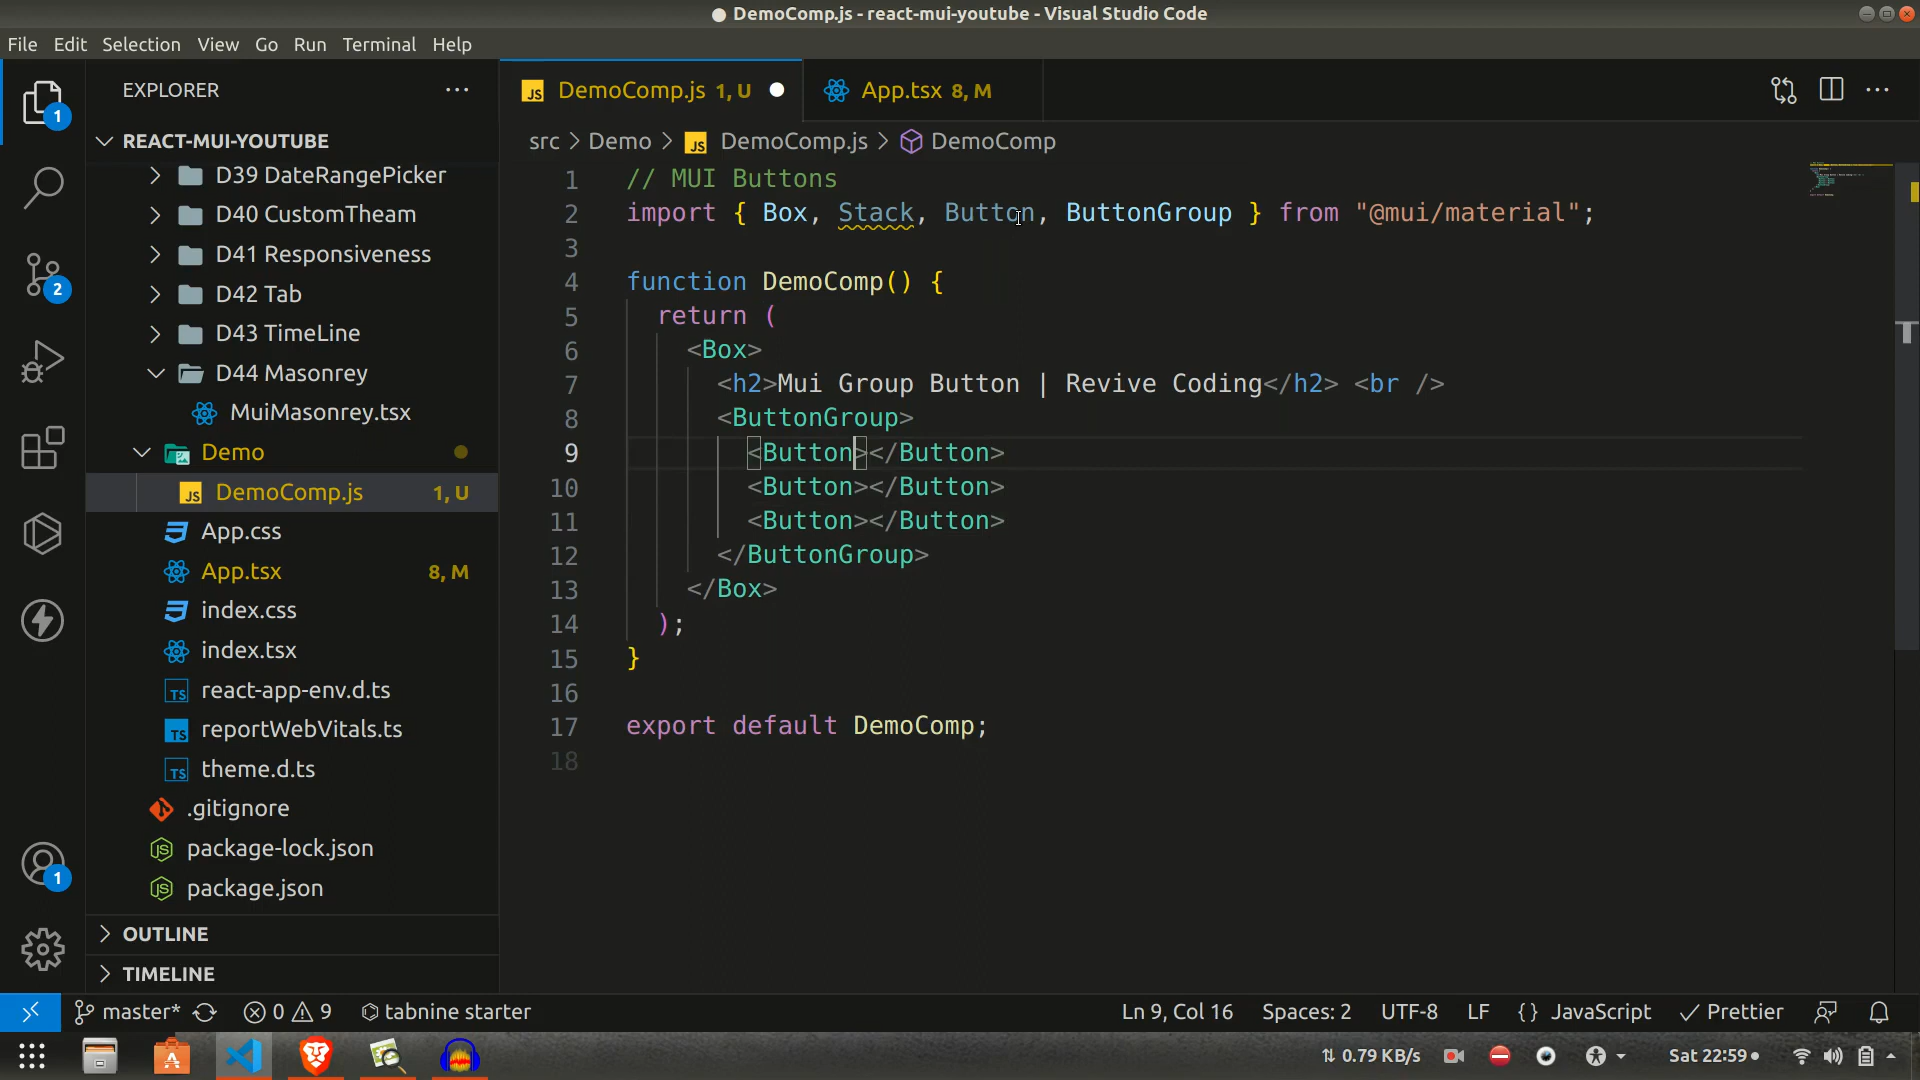 DemoComp.js - react-mui-youtube - Visual Studio Code
File Edit Selection View Go Run Terminal Help
EXPLORER
REACT-MUI-YOUTUBE
D39 DateRangePicker
D40 CustomTheam
D41 Responsiveness
D42 Tab
D43 TimeLine
D44 Masonrey
MuiMasonrey.tsx
Demo
DemoComp.js 1, U
App.css
App.tsx 8, M
index.css
index.tsx
react-app-env.d.ts
reportWebVitals.ts
theme.d.ts
.gitignore
package-lock.json
package.json
OUTLINE
TIMELINE
1
2
1
DemoComp.js 1, U App.tsx 8, M
src > Demo > DemoComp.js > DemoComp
1 // MUI Buttons
2 import { Box, Stack, Button, ButtonGroup } from "@mui/material";
3
4 function DemoComp() {
5 return (
6 <Box>
7 <h2>Mui Group Button | Revive Coding</h2> <br />
8 <ButtonGroup>
9 <Button></Button>
10 <Button></Button>
11 <Button></Button>
12 </ButtonGroup>
13 </Box>
14 );
15 }
16
17 export default DemoComp;
18
master* 0 9 tabnine starter Ln 9, Col 16 Spaces: 2 UTF-8 LF {} JavaScript Prettier
0.79 KB/s Sat 22:59